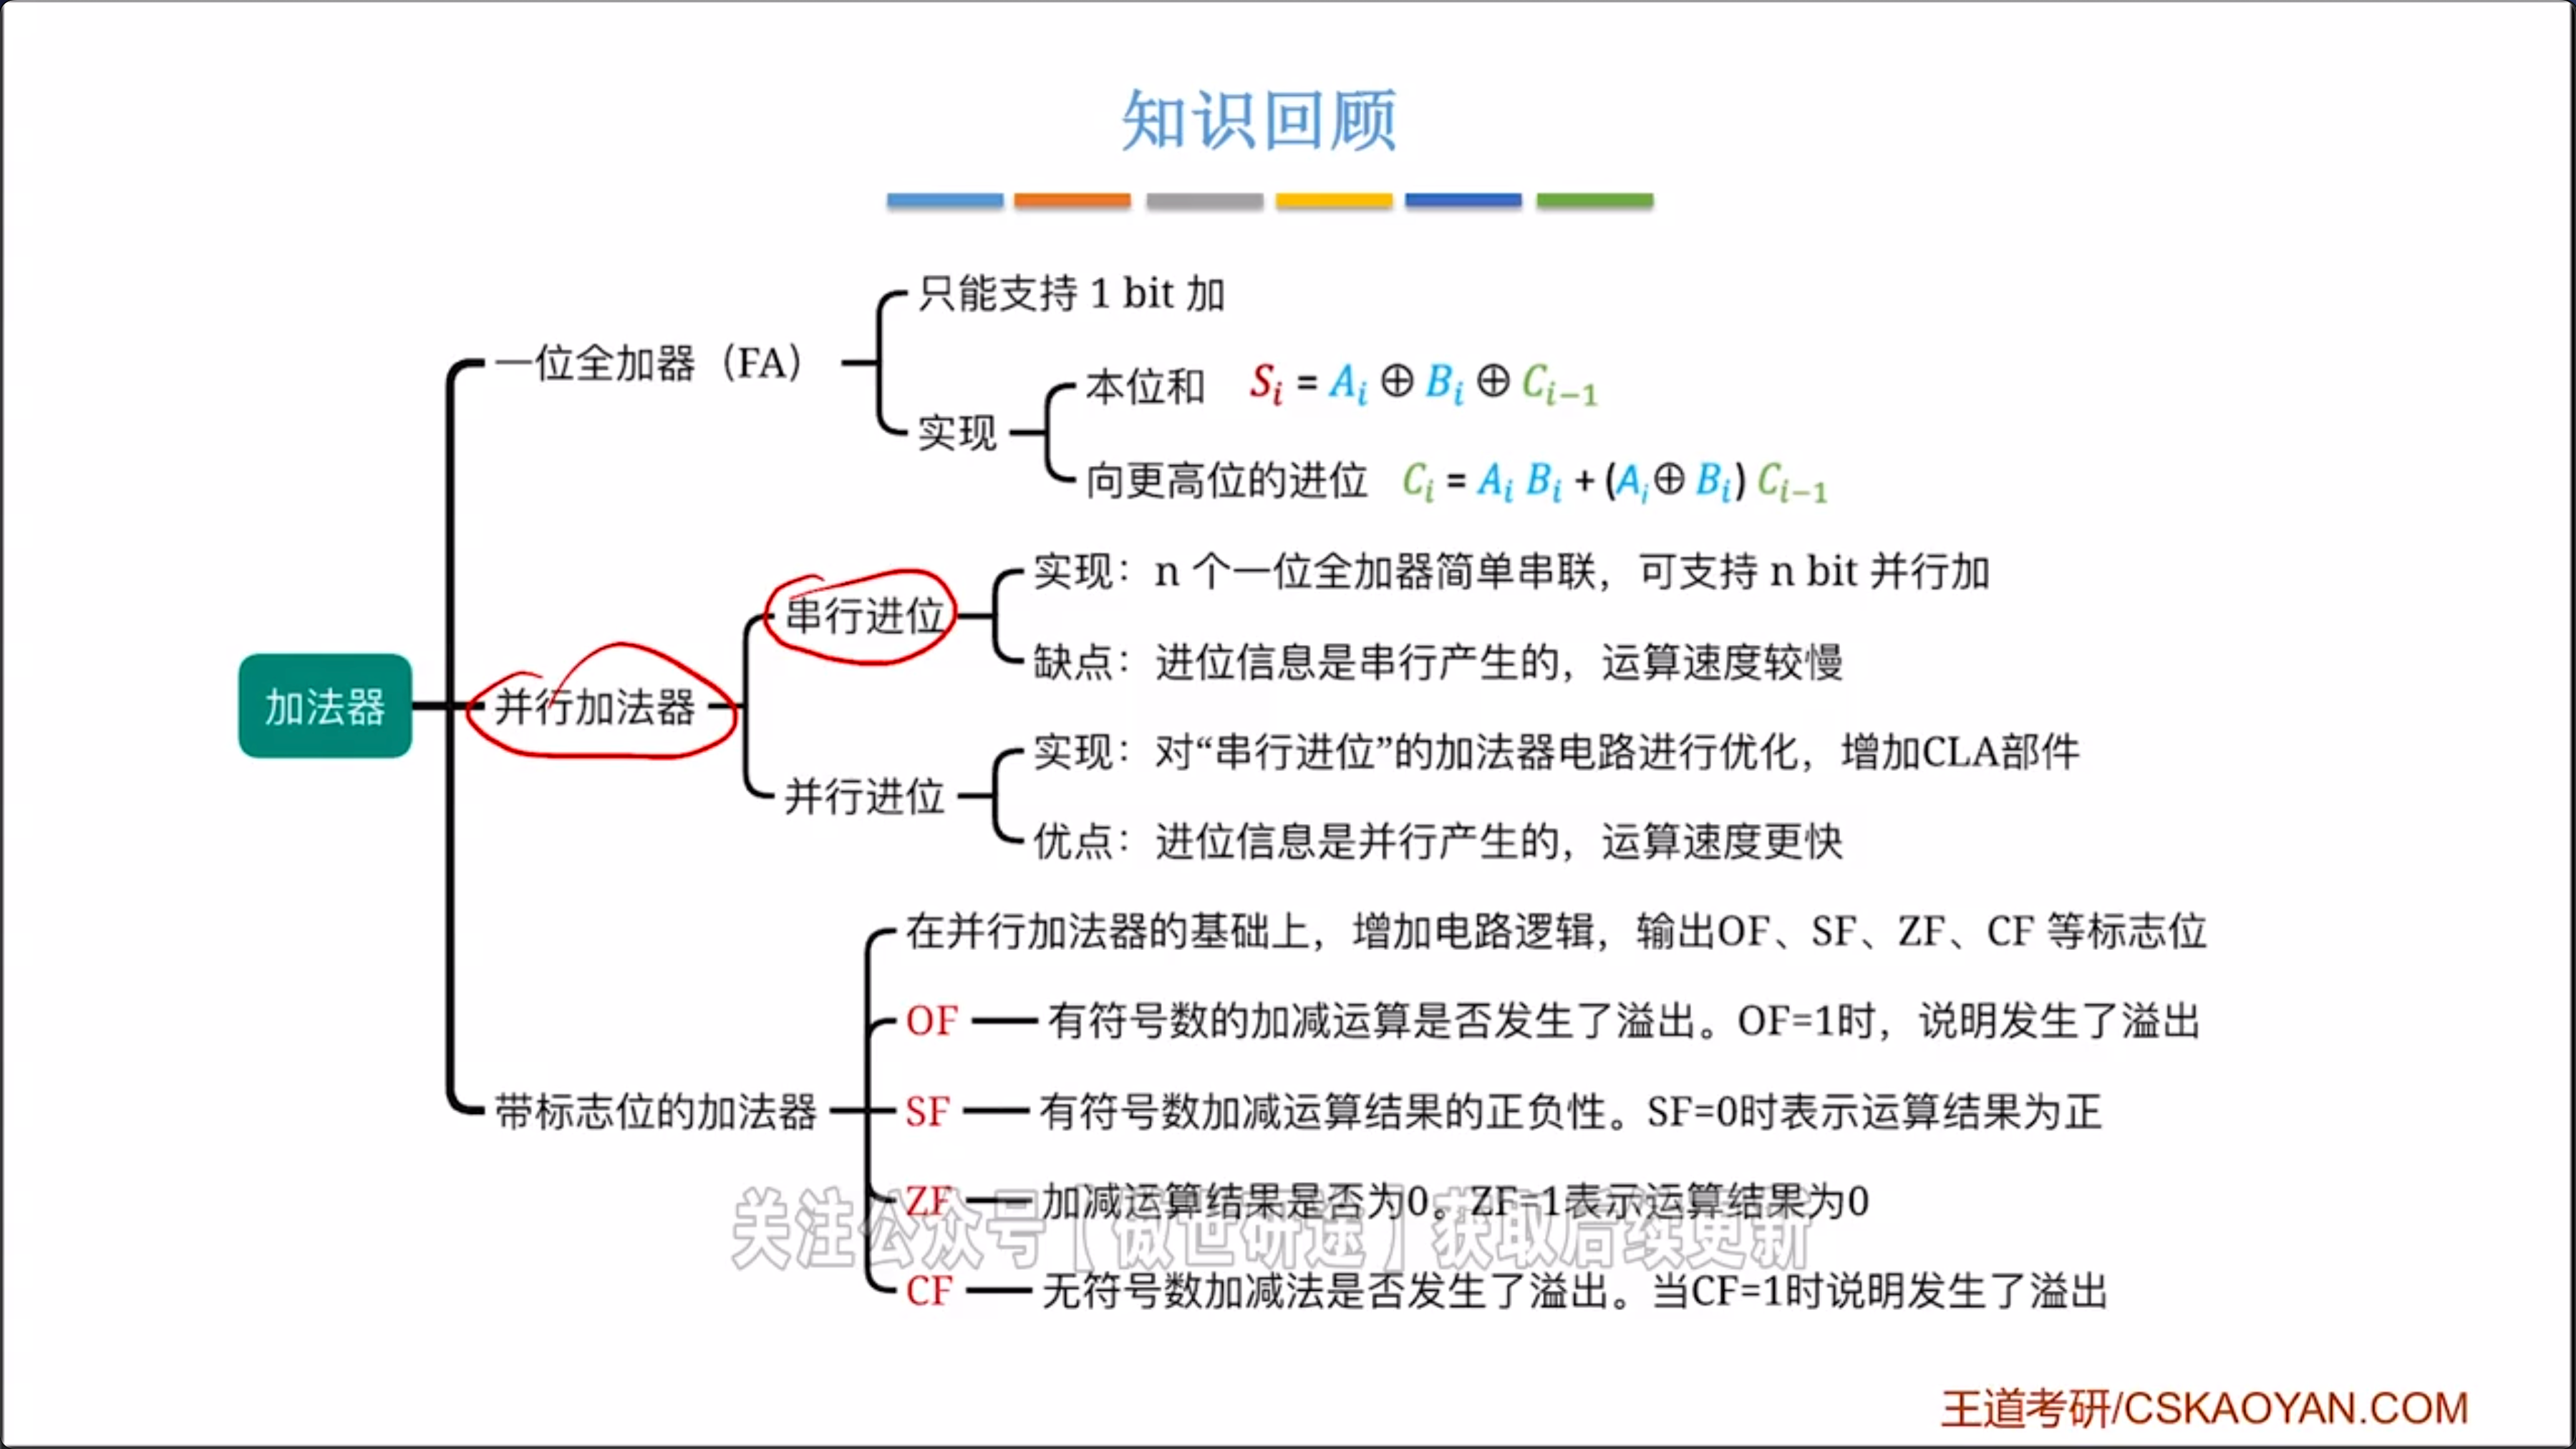 知识回顾
只能支持 1 bit 加
一位全加器（FA）
本位和 Sᵢ = Aᵢ ⊕ Bᵢ ⊕ Cᵢ₋₁
实现
向更高位的进位 Cᵢ = Aᵢ Bᵢ + (Aᵢ⊕ Bᵢ) Cᵢ₋₁
实现：n 个一位全加器简单串联，可支持 n bit 并行加
串行进位
缺点：进位信息是串行产生的，运算速度较慢
加法器
并行加法器
实现：对“串行进位”的加法器电路进行优化，增加CLA部件
并行进位
优点：进位信息是并行产生的，运算速度更快
在并行加法器的基础上，增加电路逻辑，输出OF、SF、ZF、CF 等标志位
OF 有符号数的加减运算是否发生了溢出。OF=1时，说明发生了溢出
带标志位的加法器
SF 有符号数加减运算结果的正负性。SF=0时表示运算结果为正
ZF 加减运算结果是否为0。ZF=1表示运算结果为0
关注公众号【傲世研途】获取后续更新
CF 无符号数加减法是否发生了溢出。当CF=1时说明发生了溢出
王道考研/CSKAOYAN.COM